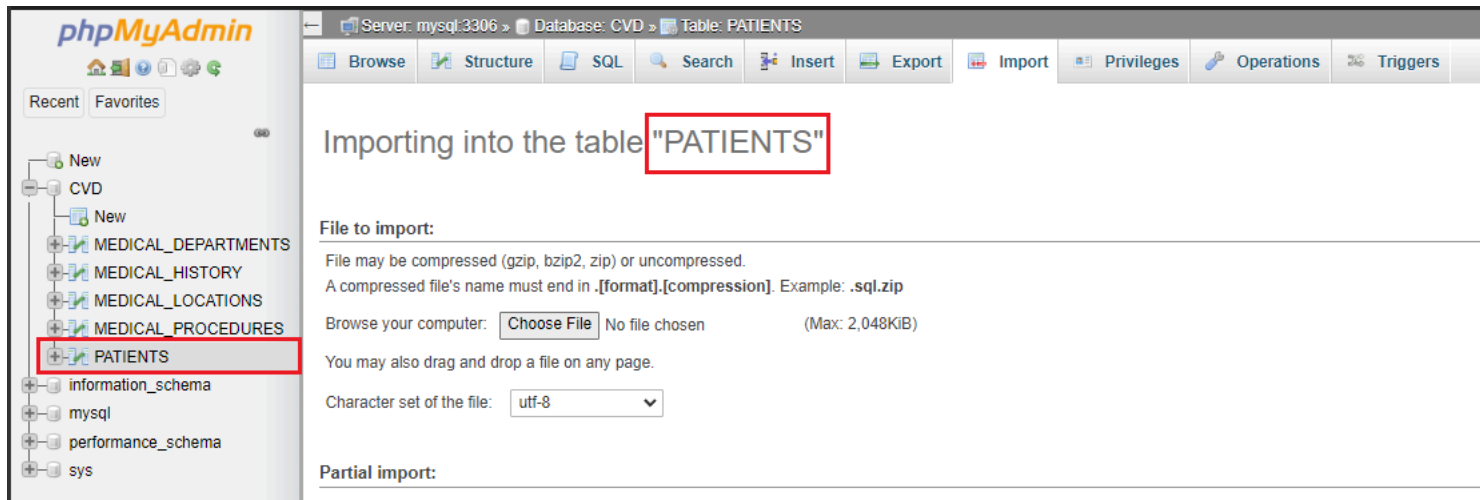 phpMyAdmin
Recent Favorites
New
CVD
New
MEDICAL_DEPARTMENTS
MEDICAL_HISTORY
MEDICAL_LOCATIONS
MEDICAL_PROCEDURES
PATIENTS
information_schema
mysql
performance_schema
sys
Server: mysql:3306 » Database: CVD » Table: PATIENTS
Browse Structure SQL Search Insert Export Import Privileges Operations Triggers
Importing into the table "PATIENTS"
File to import:
File may be compressed (gzip, bzip2, zip) or uncompressed.
A compressed file's name must end in .[format].[compression]. Example: .sql.zip
Browse your computer: Choose File No file chosen (Max: 2,048KiB)
You may also drag and drop a file on any page.
Character set of the file: utf-8
Partial import: